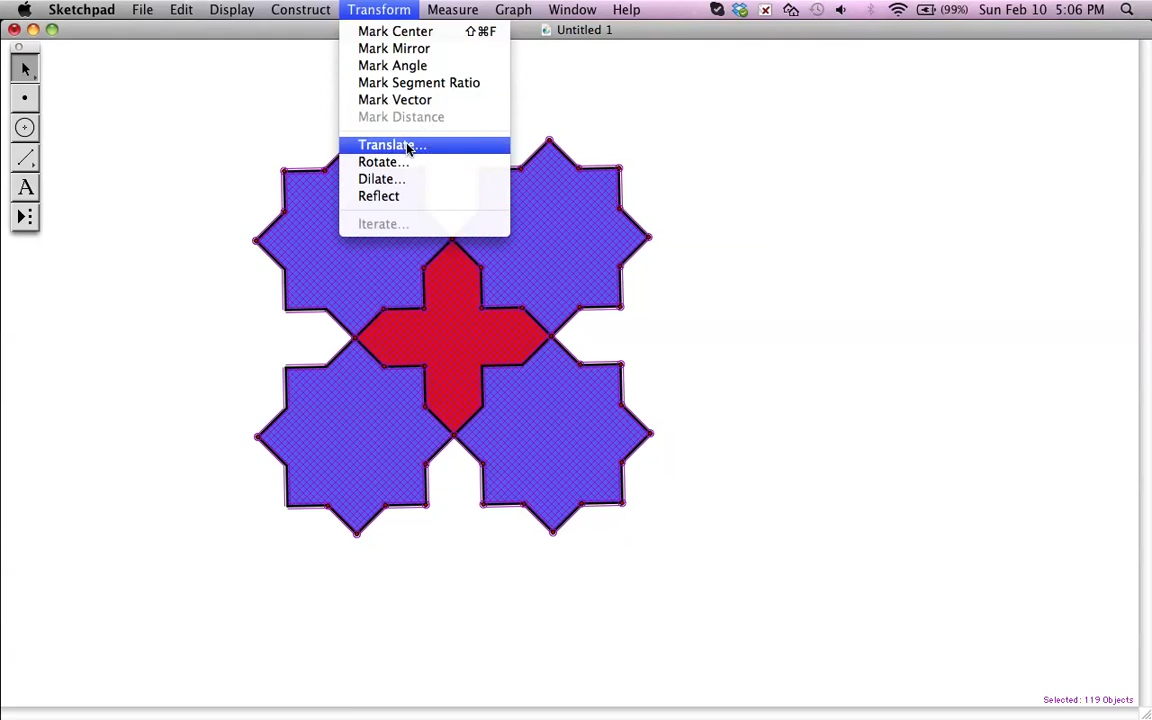 Sketchpad File Edit Display Construct Transform Measure Graph Window Help (99%) Sun Feb 10 5:06 PM
Untitled 1
Mark Center ⇧⌘F
Mark Mirror
Mark Angle
Mark Segment Ratio
Mark Vector
Mark Distance
Translate...
Rotate...
Dilate...
Reflect
Iterate...
A
Selected: 119 Objects